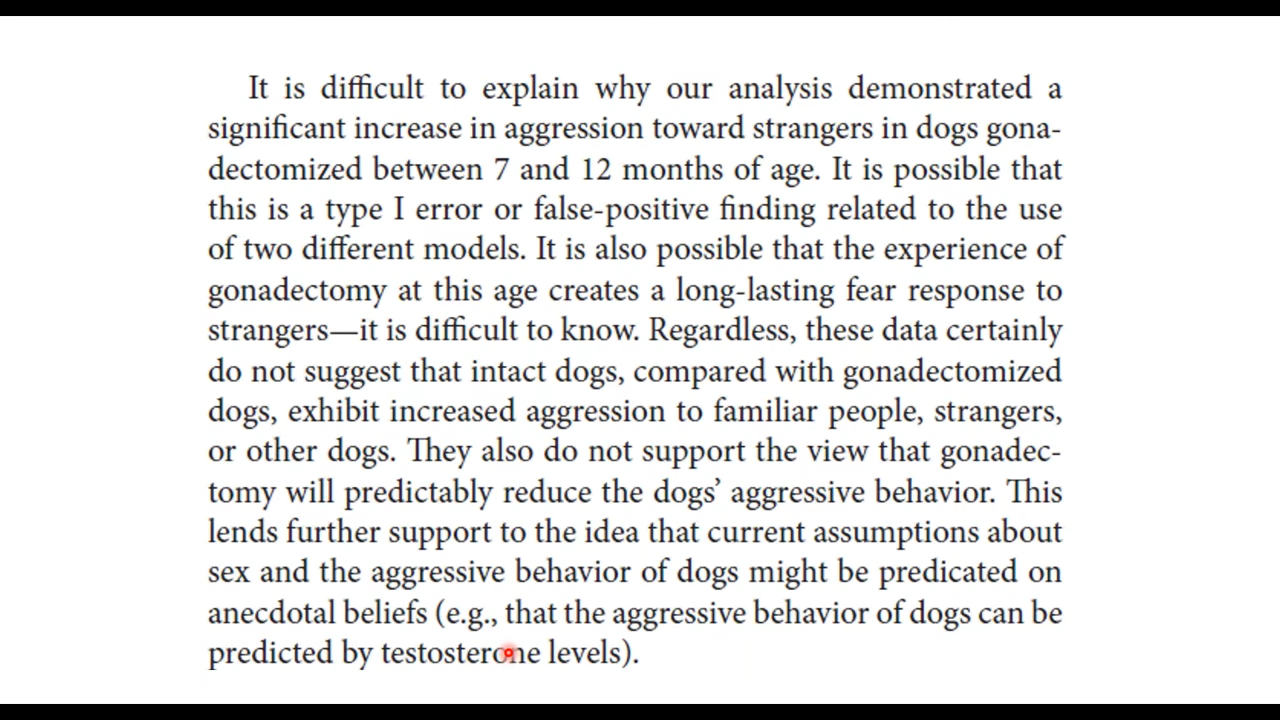 It is difficult to explain why our analysis demonstrated a
significant increase in aggression toward strangers in dogs gona-
dectomized between 7 and 12 months of age. It is possible that
this is a type I error or false-positive finding related to the use
of two different models. It is also possible that the experience of
gonadectomy at this age creates a long-lasting fear response to
strangers—it is difficult to know. Regardless, these data certainly
do not suggest that intact dogs, compared with gonadectomized
dogs, exhibit increased aggression to familiar people, strangers,
or other dogs. They also do not support the view that gonadec-
tomy will predictably reduce the dogs’ aggressive behavior. This
lends further support to the idea that current assumptions about
sex and the aggressive behavior of dogs might be predicated on
anecdotal beliefs (e.g., that the aggressive behavior of dogs can be
predicted by testosterone levels).